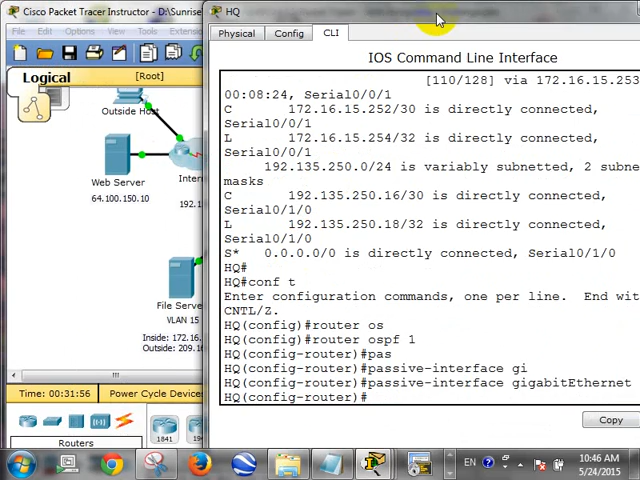 Cisco Packet Tracer Instructor - D:\Sunrise
File Edit Options View Tools
Logical
[Root]
Outside Host
Web Server
64.100.150.10
Intern
192.
File Server
VLAN 15
Inside: 172.16.
Outside: 209.16
Time: 00:31:56
Power Cycle Devices
Routers
1841
HQ
Physical
Config
CLI
IOS Command Line Interface
[110/128] via 172.16.15.253
00:08:24, Serial0/0/1
C 172.16.15.252/30 is directly connected,
Serial0/0/1
L 172.16.15.254/32 is directly connected,
Serial0/0/1
192.135.250.0/24 is variably subnetted, 2 subne
masks
C 192.135.250.16/30 is directly connected,
Serial0/1/0
L 192.135.250.18/32 is directly connected,
Serial0/1/0
S* 0.0.0.0/0 is directly connected, Serial0/1/0
HQ#
HQ#conf t
Enter configuration commands, one per line. End wit
CNTL/Z.
HQ(config)#router os
HQ(config)#router ospf 1
HQ(config-router)#pas
HQ(config-router)#passive-interface gi
HQ(config-router)#passive-interface gigabitEthernet
HQ(config-router)#
Copy
EN
10:46 AM
5/24/2015